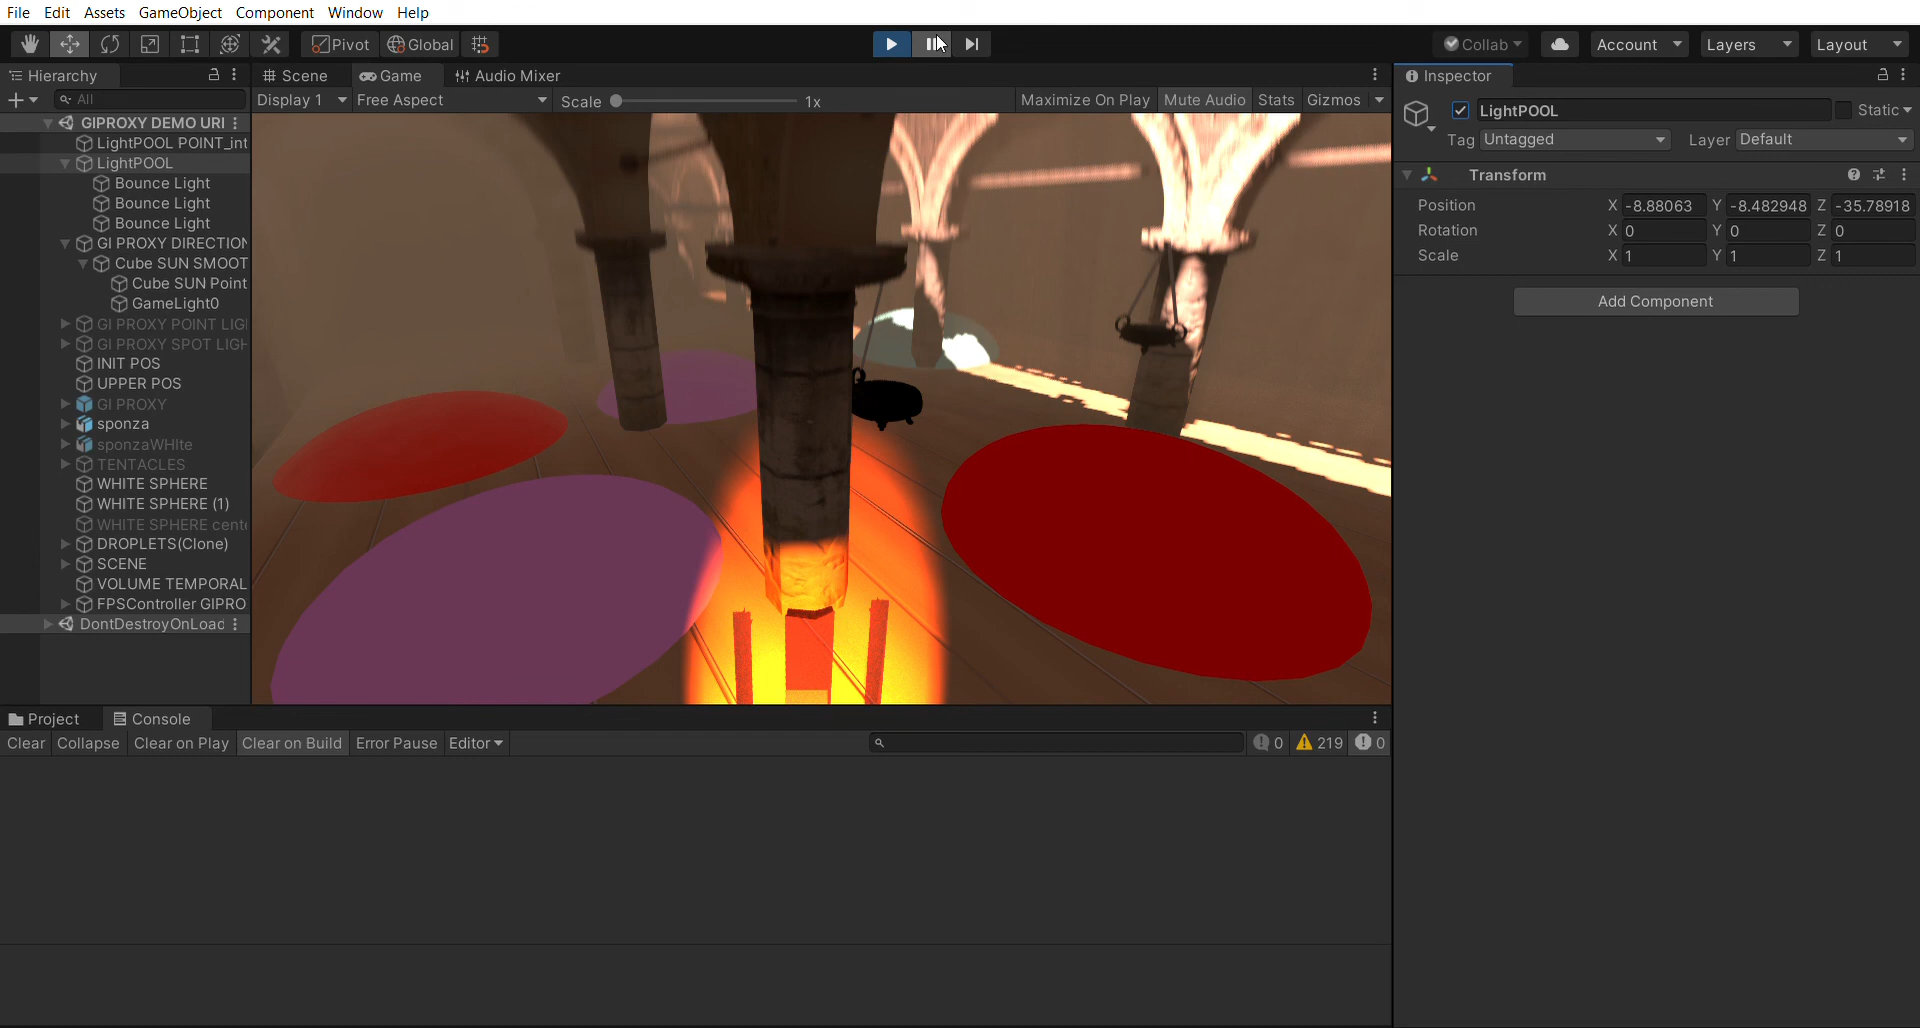 File Edit Assets GameObject Component Window Help
Pivot Global Collab Account Layers Layout
Hierarchy
All
GIPROXY DEMO URI
LightPOOL POINT_int
LightPOOL
Bounce Light
Bounce Light
Bounce Light
GI PROXY DIRECTION
Cube SUN SMOOT
Cube SUN Point
GameLight0
GI PROXY POINT LIG
GI PROXY SPOT LIGH
INIT POS
UPPER POS
GI PROXY
sponza
sponzaWHIte
TENTACLES
WHITE SPHERE
WHITE SPHERE (1)
WHITE SPHERE cente
DROPLETS(Clone)
SCENE
VOLUME TEMPORAL
FPSController GIPRO
DontDestroyOnLoad
Scene Game Audio Mixer
Display 1 Free Aspect Scale 1x Maximize On Play Mute Audio Stats Gizmos
Inspector
LightPOOL Static
Tag Untagged Layer Default
Transform
Position X -8.88063 Y -8.482948 Z -35.78918
Rotation X 0 Y 0 Z 0
Scale X 1 Y 1 Z 1
Add Component
Project Console
Clear Collapse Clear on Play Clear on Build Error Pause Editor 0 219 0